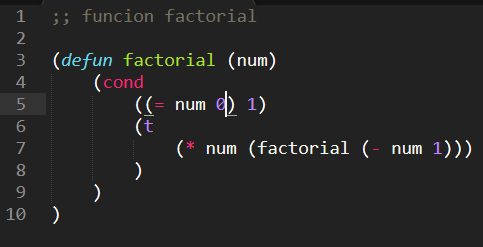 1 ;; funcion factorial
2
3 (defun factorial (num)
4     (cond
5         ((= num 0) 1)
6         (t
7             (* num (factorial (- num 1)))
8         )
9     )
10 )